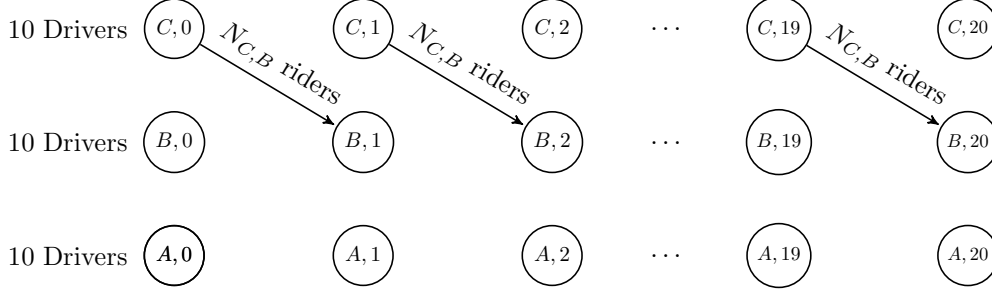 10 Drivers C, 0 C, 1 C, 2 ··· C, 19 C, 20
N_{C,B} riders N_{C,B} riders N_{C,B} riders
10 Drivers B, 0 B, 1 B, 2 ··· B, 19 B, 20
10 Drivers A, 0 A, 1 A, 2 ··· A, 19 A, 20